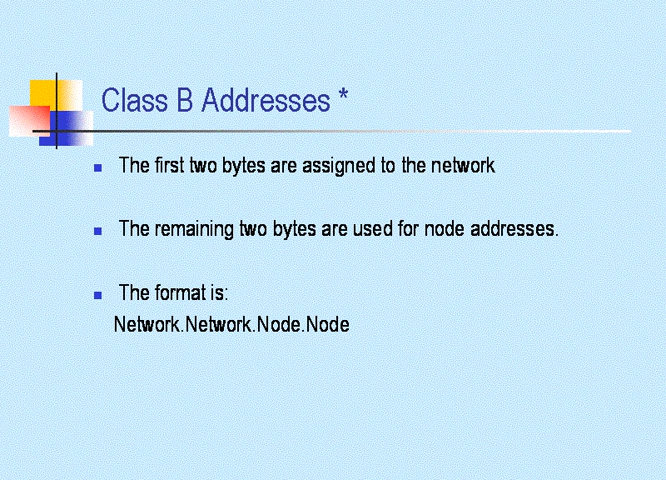 Class B Addresses *
The first two bytes are assigned to the network
The remaining two bytes are used for node addresses.
The format is:
Network.Network.Node.Node